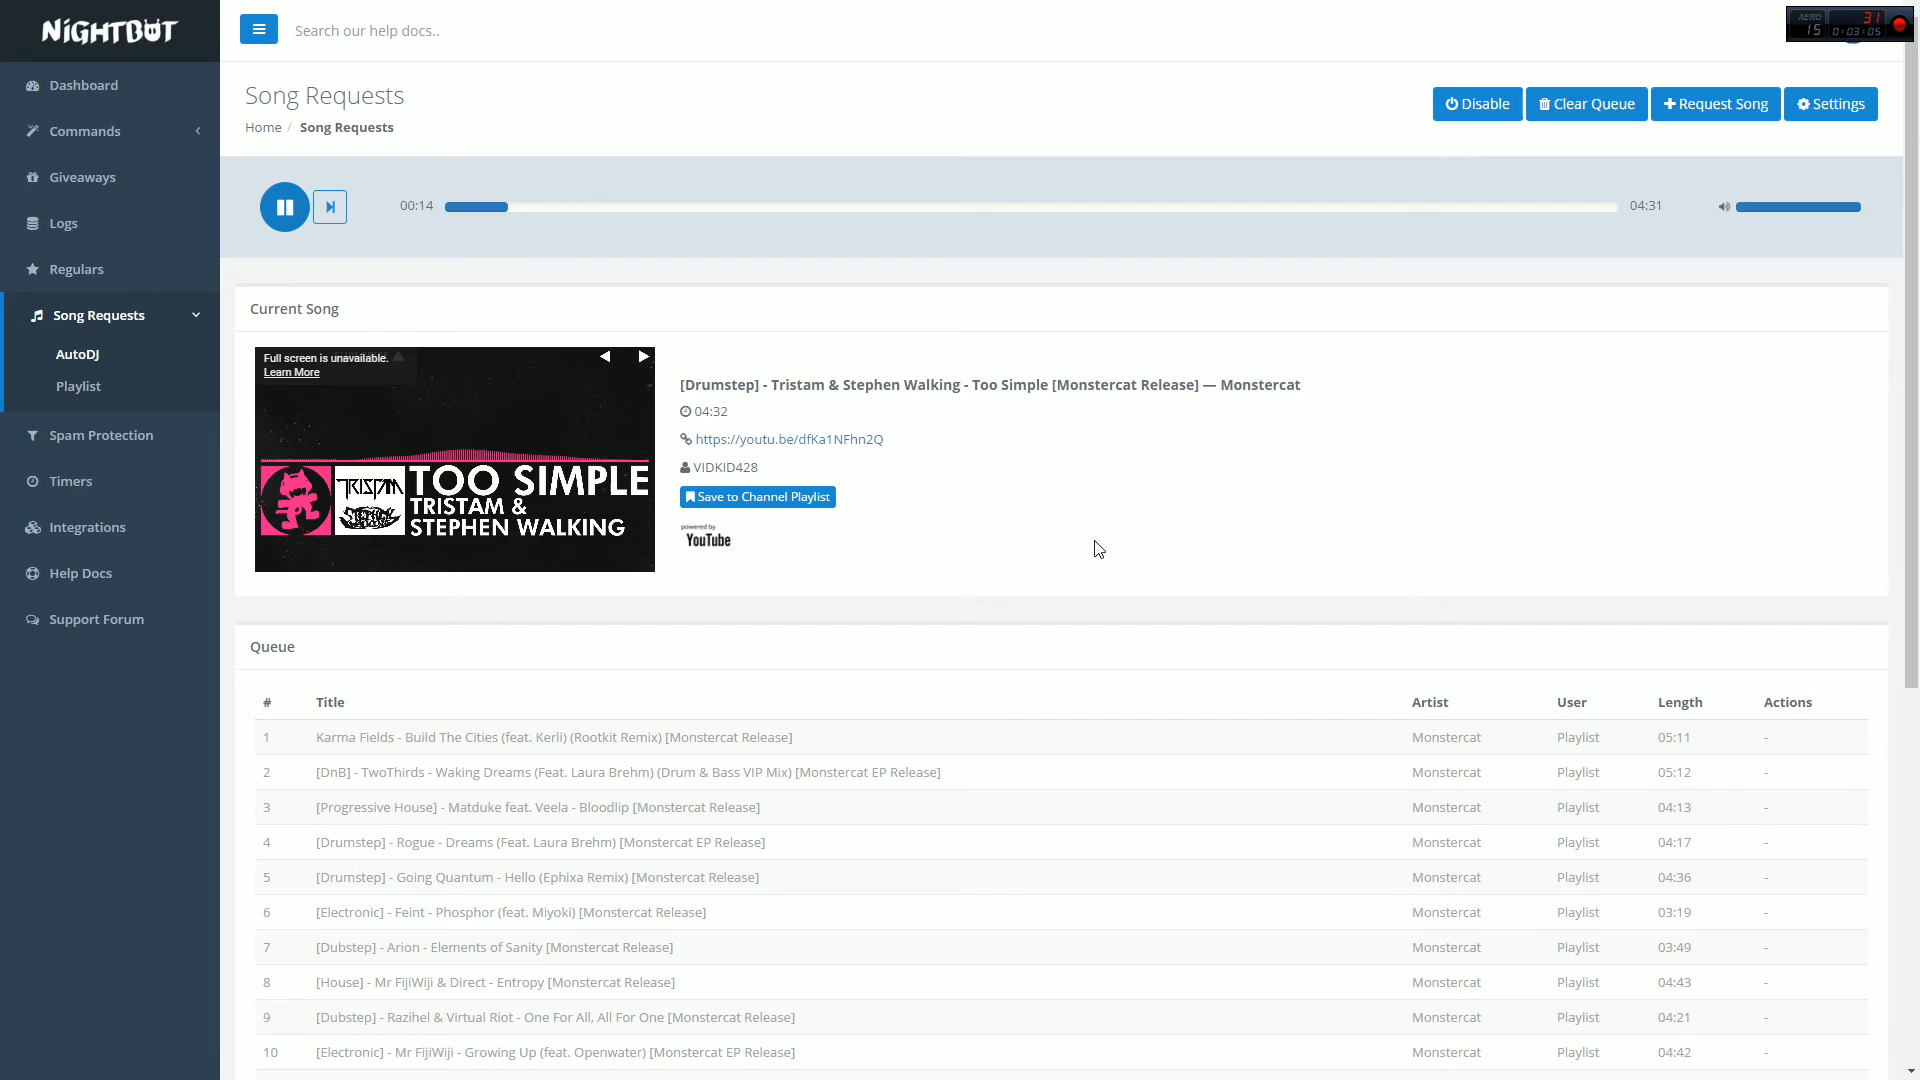 NIGHTBOT
Search our help docs..
AERO
15
31
0:03:05
Dashboard
Commands
Giveaways
Logs
Regulars
Song Requests
AutoDJ
Playlist
Spam Protection
Timers
Integrations
Help Docs
Support Forum
Song Requests
Home / Song Requests
Disable
Clear Queue
Request Song
Settings
00:14
04:31
Current Song
Full screen is unavailable.
Learn More
TOO SIMPLE
TRISTAM &
STEPHEN WALKING
TRISTAM
[Drumstep] - Tristam & Stephen Walking - Too Simple [Monstercat Release] — Monstercat
04:32
https://youtu.be/dfKa1NFhn2Q
VIDKID428
Save to Channel Playlist
powered by
YouTube
Queue
# Title Artist User Length Actions
1 Karma Fields - Build The Cities (feat. Kerli) (Rootkit Remix) [Monstercat Release] Monstercat Playlist 05:11 -
2 [DnB] - TwoThirds - Waking Dreams (Feat. Laura Brehm) (Drum & Bass VIP Mix) [Monstercat EP Release] Monstercat Playlist 05:12 -
3 [Progressive House] - Matduke feat. Veela - Bloodlip [Monstercat Release] Monstercat Playlist 04:13 -
4 [Drumstep] - Rogue - Dreams (Feat. Laura Brehm) [Monstercat EP Release] Monstercat Playlist 04:17 -
5 [Drumstep] - Going Quantum - Hello (Ephixa Remix) [Monstercat Release] Monstercat Playlist 04:36 -
6 [Electronic] - Feint - Phosphor (feat. Miyoki) [Monstercat Release] Monstercat Playlist 03:19 -
7 [Dubstep] - Arion - Elements of Sanity [Monstercat Release] Monstercat Playlist 03:49 -
8 [House] - Mr FijiWiji & Direct - Entropy [Monstercat Release] Monstercat Playlist 04:43 -
9 [Dubstep] - Razihel & Virtual Riot - One For All, All For One [Monstercat Release] Monstercat Playlist 04:21 -
10 [Electronic] - Mr FijiWiji - Growing Up (feat. Openwater) [Monstercat EP Release] Monstercat Playlist 04:42 -